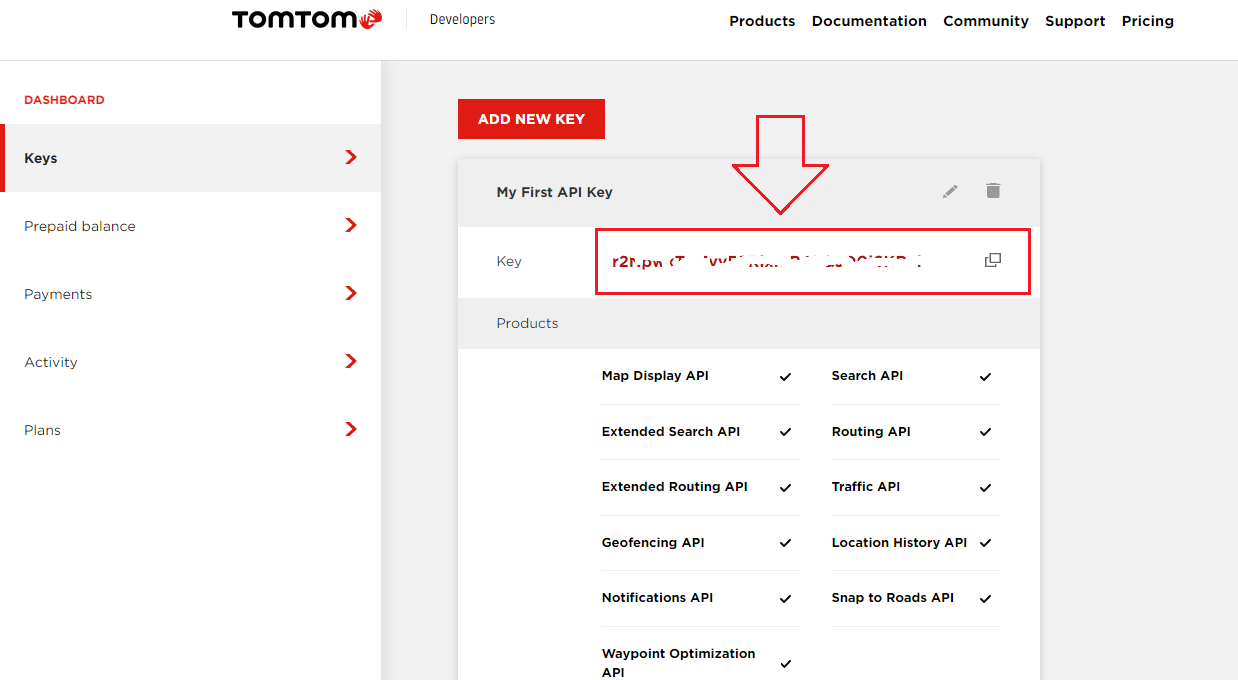 TOMTOM
Developers
Products Documentation Community Support Pricing
DASHBOARD
Keys
Prepaid balance
Payments
Activity
Plans
ADD NEW KEY
My First API Key
Key
Products
Map Display API
Search API
Extended Search API
Routing API
Extended Routing API
Traffic API
Geofencing API
Location History API
Notifications API
Snap to Roads API
Waypoint Optimization
API